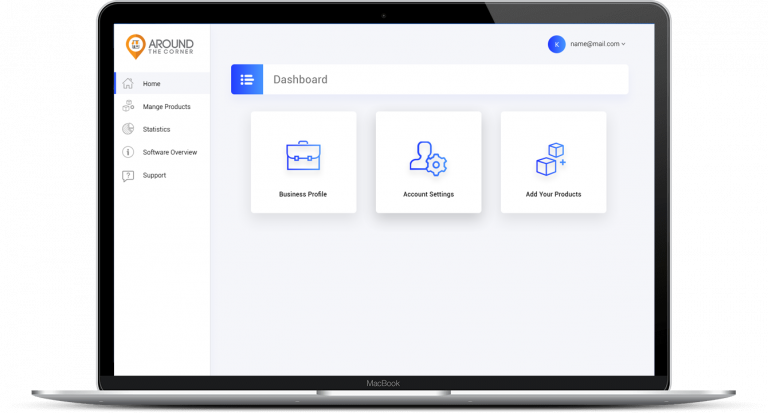 AROUND
THE CORNER
K
name@mail.com
Dashboard
Home
Mange Products
Statistics
Software Overview
Support
Business Profile
Account Settings
Add Your Products
MacBook